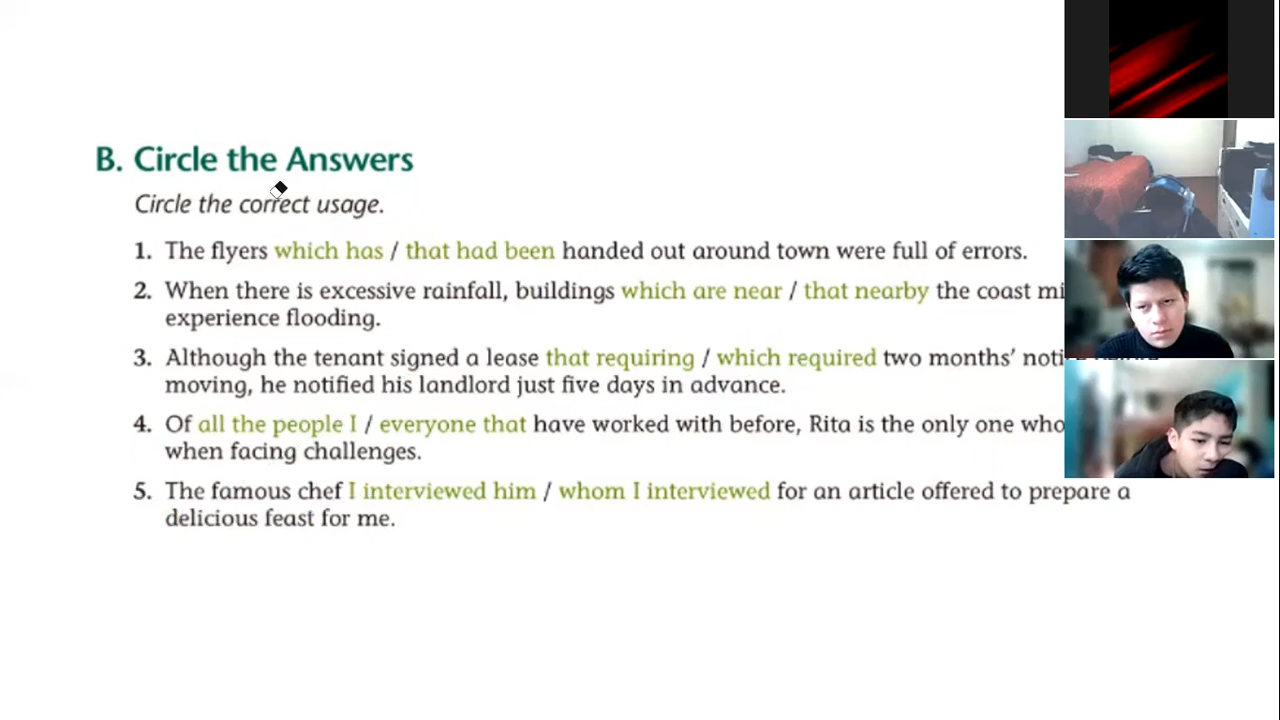 B. Circle the Answers
Circle the correct usage.
1. The flyers which has / that had been handed out around town were full of errors.
2. When there is excessive rainfall, buildings which are near / that nearby the coast
experience flooding.
3. Although the tenant signed a lease that requiring / which required two months'
moving, he notified his landlord just five days in advance.
4. Of all the people I / everyone that have worked with before, Rita is the only one who
when facing challenges.
5. The famous chef I interviewed him / whom I interviewed for an article offered to prepare a
delicious feast for me.